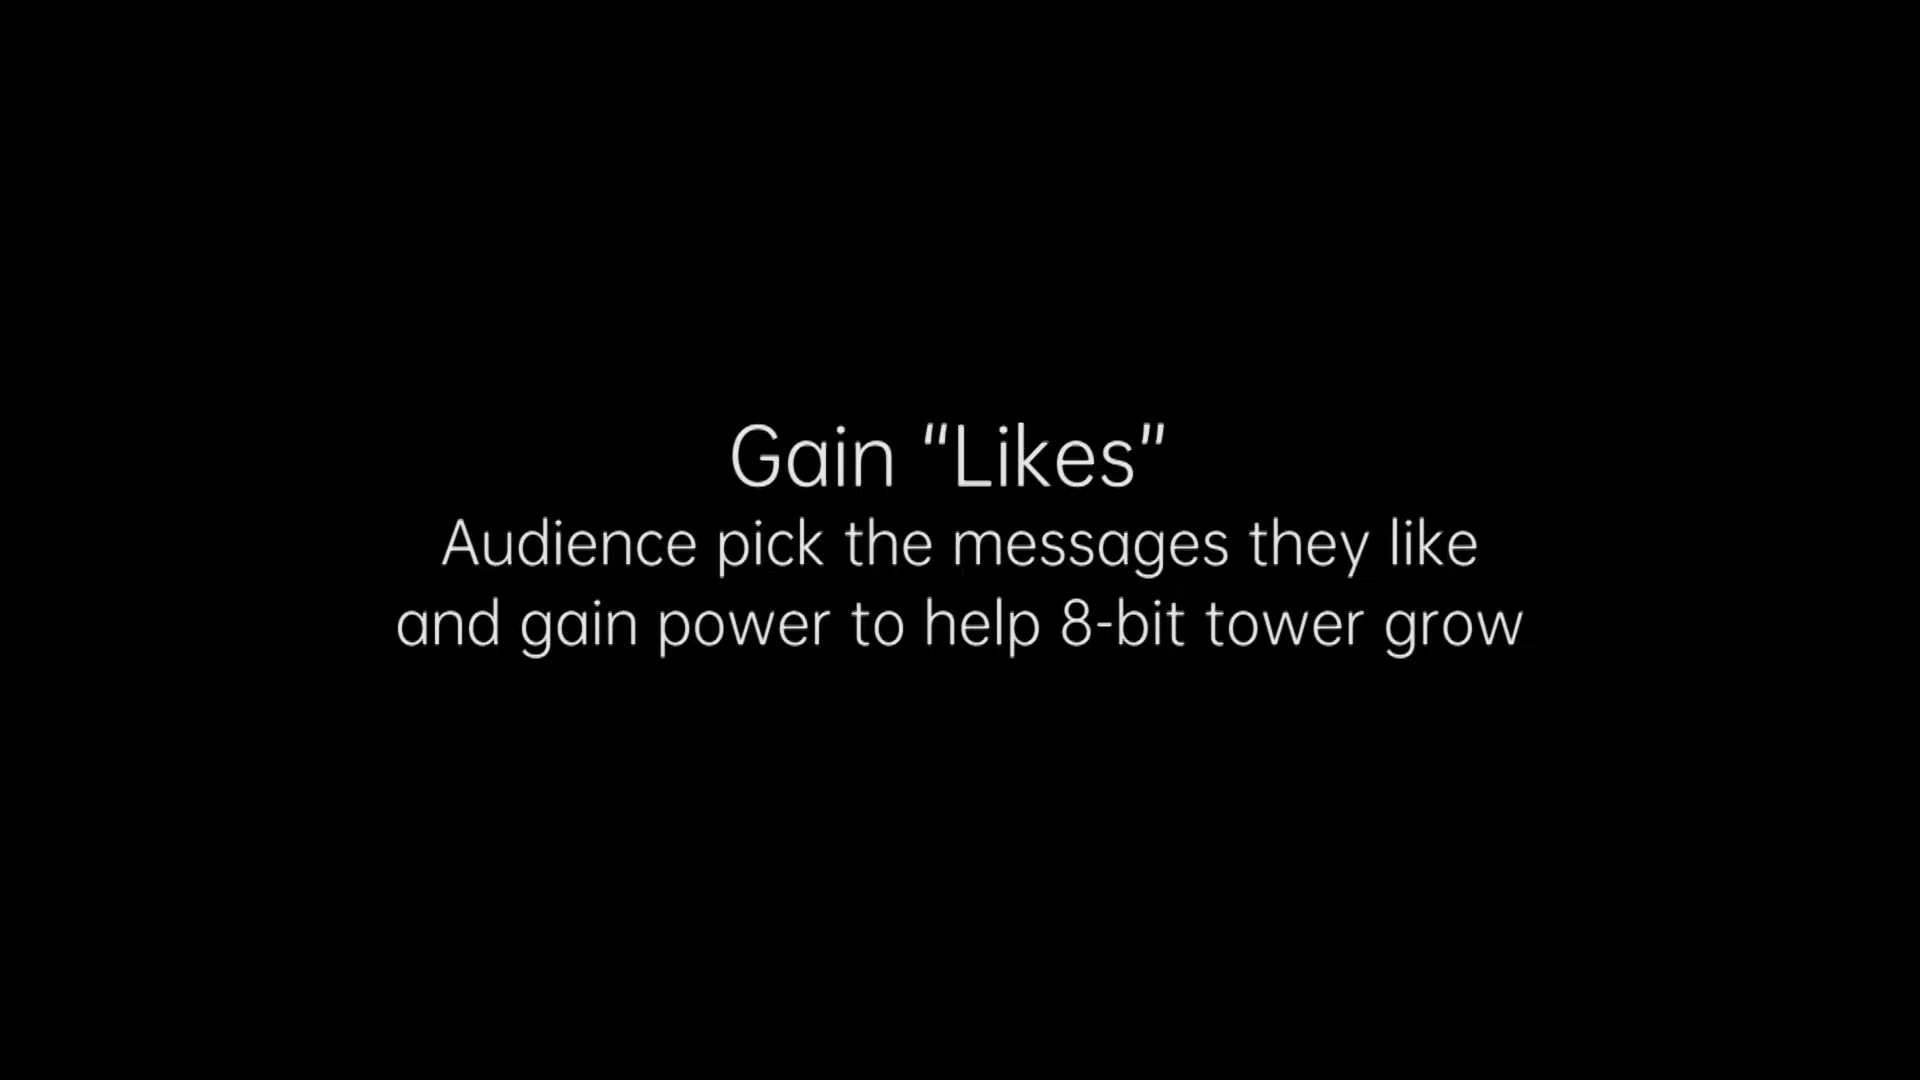 Gain “Likes”
Audience pick the messages they like
and gain power to help 8-bit tower grow